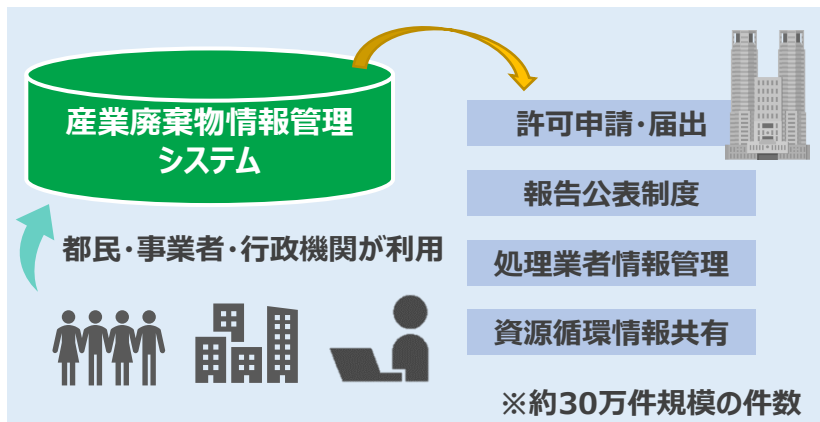 産業廃棄物情報管理
システム
都民・事業者・行政機関が利用
許可申請・届出
報告公表制度
処理業者情報管理
資源循環情報共有
※約30万件規模の件数